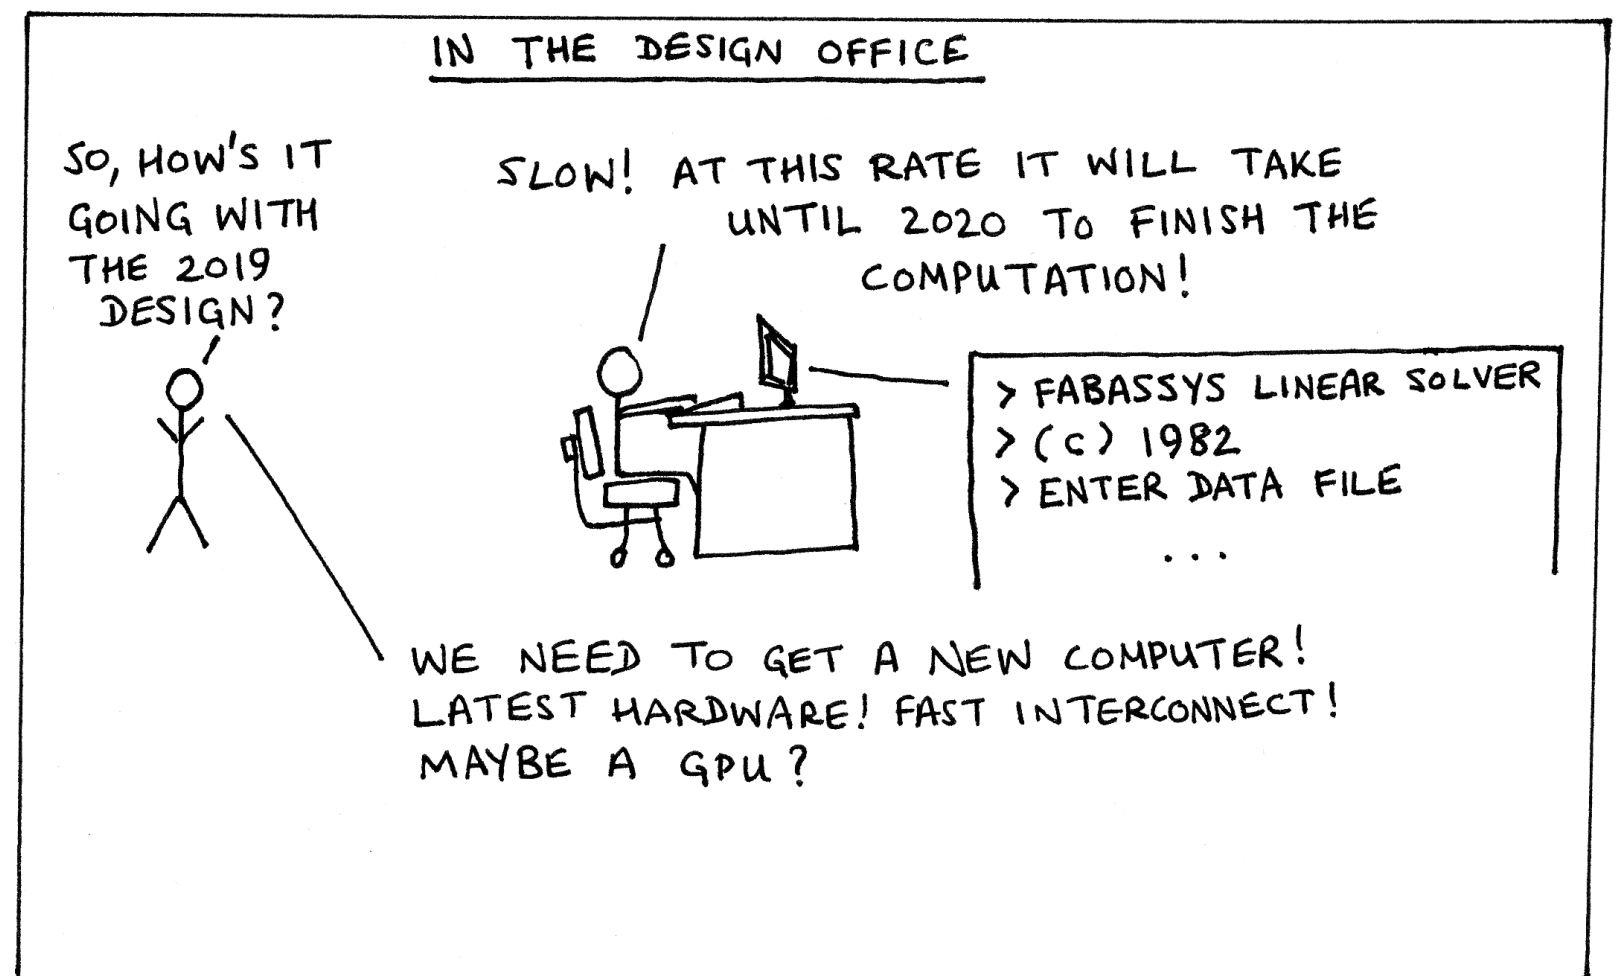 IN THE DESIGN OFFICE
SO, HOW'S IT
GOING WITH
THE 2019
DESIGN?
SLOW! AT THIS RATE IT WILL TAKE
UNTIL 2020 TO FINISH THE
COMPUTATION!
> FABASSYS LINEAR SOLVER
> (C) 1982
> ENTER DATA FILE
...
WE NEED TO GET A NEW COMPUTER!
LATEST HARDWARE! FAST INTERCONNECT!
MAYBE A GPU?